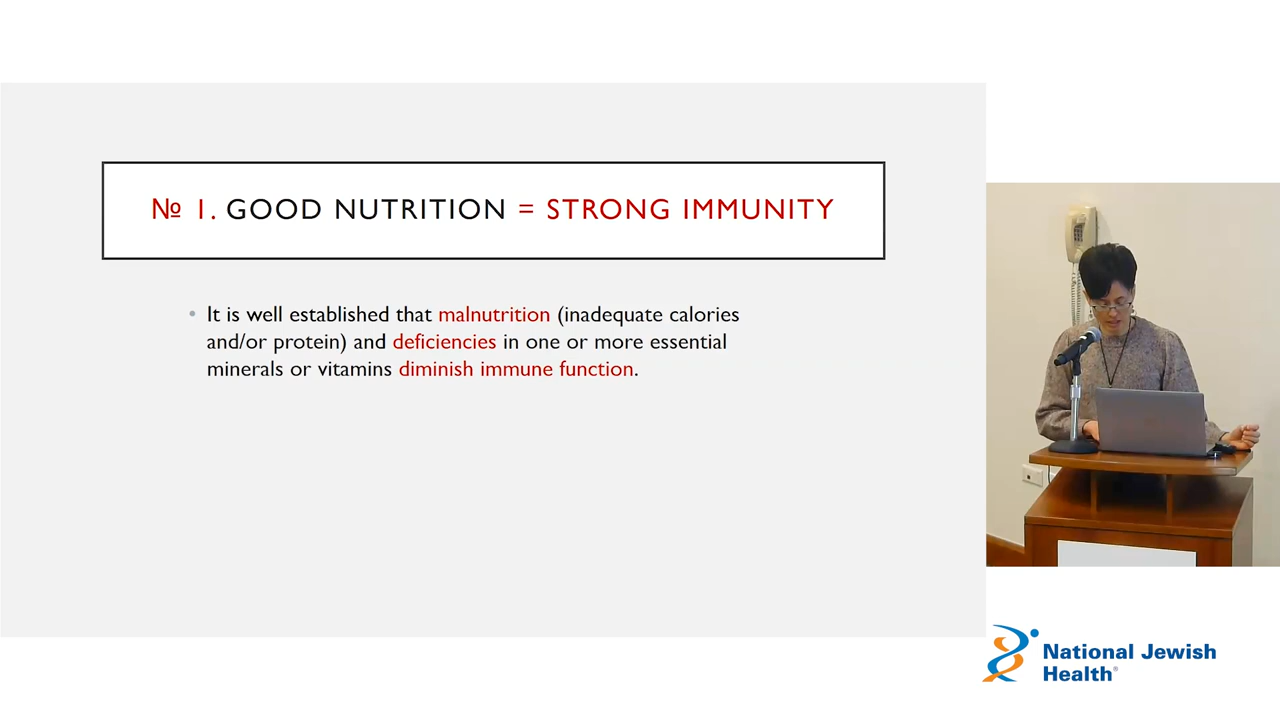 № 1. GOOD NUTRITION = STRONG IMMUNITY
• It is well established that malnutrition (inadequate calories
and/or protein) and deficiencies in one or more essential
minerals or vitamins diminish immune function.
National Jewish
Health®